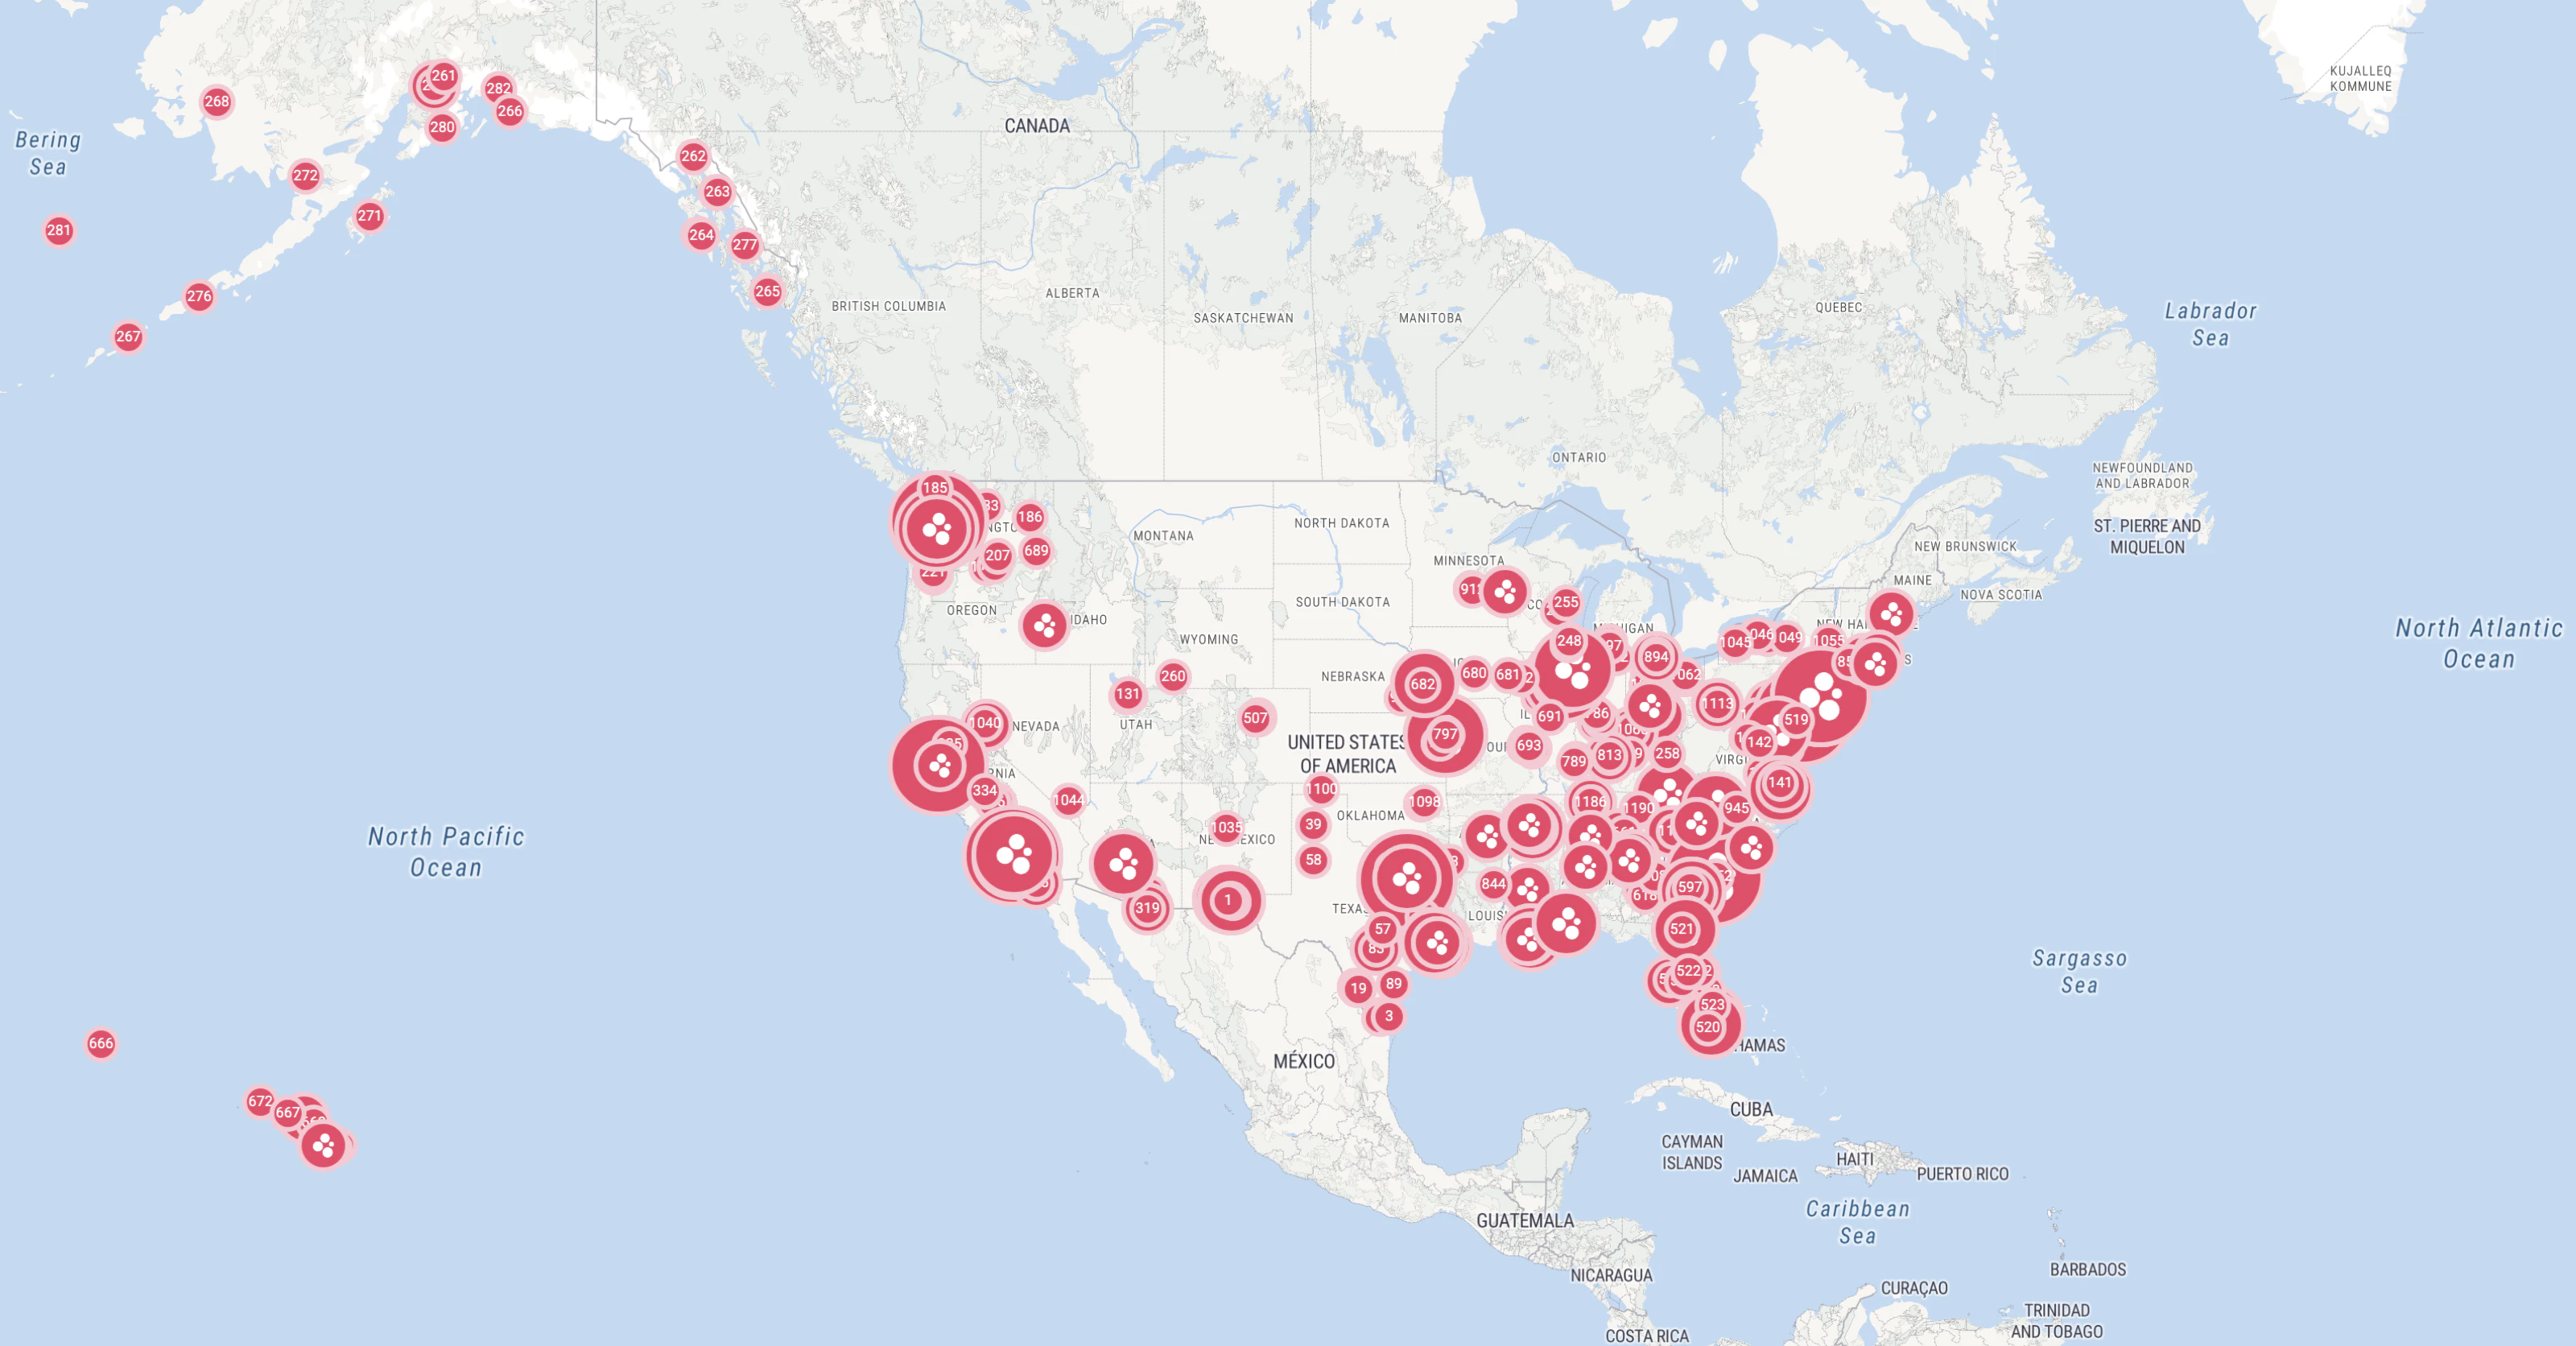 KUJALLEQ
KOMMUNE
261
282
268
266
280
CANADA
Bering
Sea
262
272
263
271
281
264
277
265
276
BRITISH COLUMBIA
ALBERTA
SASKATCHEWAN
MANITOBA
QUEBEC
Labrador
Sea
267
ONTARIO
NEWFOUNDLAND
AND LABRADOR
185
186
NORTH DAKOTA
ST. PIERRE AND
MIQUELON
MONTANA
NEW BRUNSWICK
207
689
MINNESOTA
MAINE
NOVA SCOTIA
OREGON
SOUTH DAKOTA
255
IDAHO
WYOMING
248
1045
1055
North Atlantic
Ocean
894
260
NEBRASKA
682
680
681
131
507
1040
NEVADA
UTAH
691
1113
519
UNITED STATES
OF AMERICA
797
693
142
789
813
258
334
1044
1100
1098
1186
1190
945
141
North Pacific
Ocean
1035
39
OKLAHOMA
58
844
597
319
1
57
521
Sargasso
Sea
19
89
522
523
3
520
666
MÉXICO
672
667
CUBA
CAYMAN
ISLANDS
HAITI
JAMAICA
PUERTO RICO
Caribbean
Sea
GUATEMALA
NICARAGUA
BARBADOS
CURAÇAO
TRINIDAD
AND TOBAGO
COSTA RICA